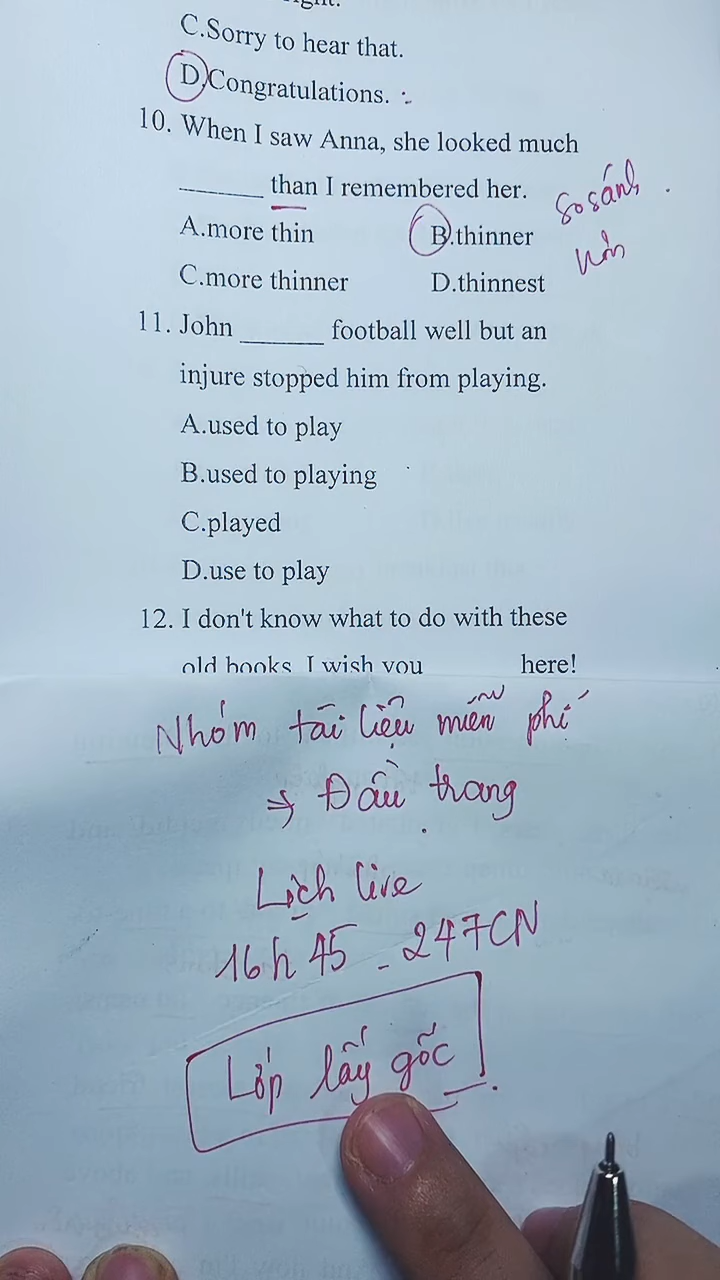 C.Sorry to hear that.
D.Congratulations.
10. When I saw Anna, she looked much
______ than I remembered her.
So sánh
A.more thin B.thinner
hơn
C.more thinner D.thinnest
11. John ______ football well but an
injure stopped him from playing.
A.used to play
B.used to playing
C.played
D.use to play
12. I don't know what to do with these
old books. I wish you here!
Nhóm tài liệu miễn phí
⇒ Đầu trang
Lịch live
16h45 - 247CN
Lớp lấy gốc